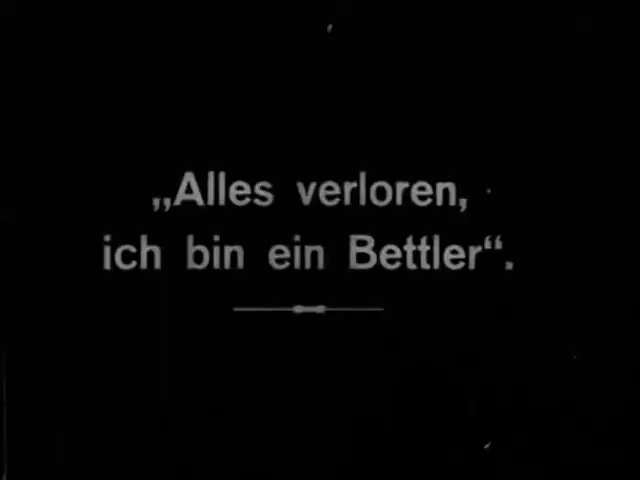 „Alles verloren,
ich bin ein Bettler“.